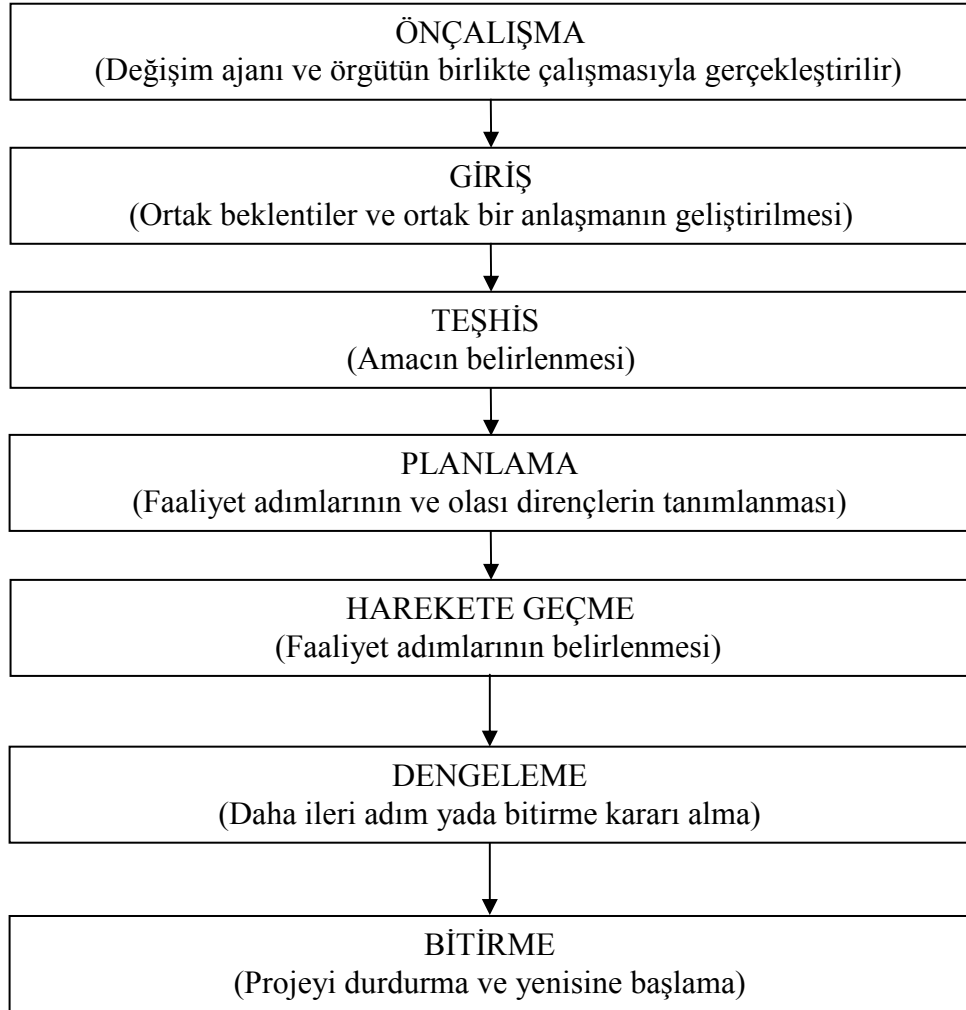 ÖNÇALIŞMA
(Değişim ajanı ve örgütün birlikte çalışmasıyla gerçekleştirilir)
GİRİŞ
(Ortak beklentiler ve ortak bir anlaşmanın geliştirilmesi)
TEŞHİS
(Amacın belirlenmesi)
PLANLAMA
(Faaliyet adımlarının ve olası dirençlerin tanımlanması)
HAREKETE GEÇME
(Faaliyet adımlarının belirlenmesi)
DENGELEME
(Daha ileri adım yada bitirme kararı alma)
BİTİRME
(Projeyi durdurma ve yenisine başlama)